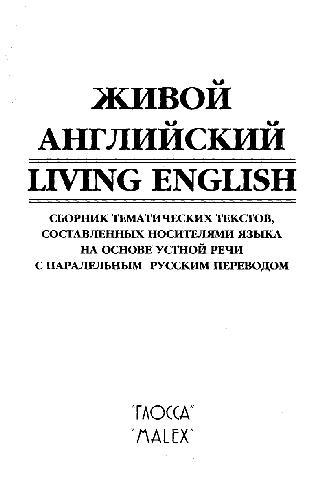 ЖИВОЙ
АНГЛИЙСКИЙ
LIVING ENGLISH
СБОРНИК ТЕМАТИЧЕСКИХ ТЕКСТОВ,
СОСТАВЛЕННЫХ НОСИТЕЛЯМИ ЯЗЫКА
НА ОСНОВЕ УСТНОЙ РЕЧИ
С ПАРАЛЕЛЬНЫМ РУССКИМ ПЕРЕВОДОМ
"ГЛОССА"
"MALEX"